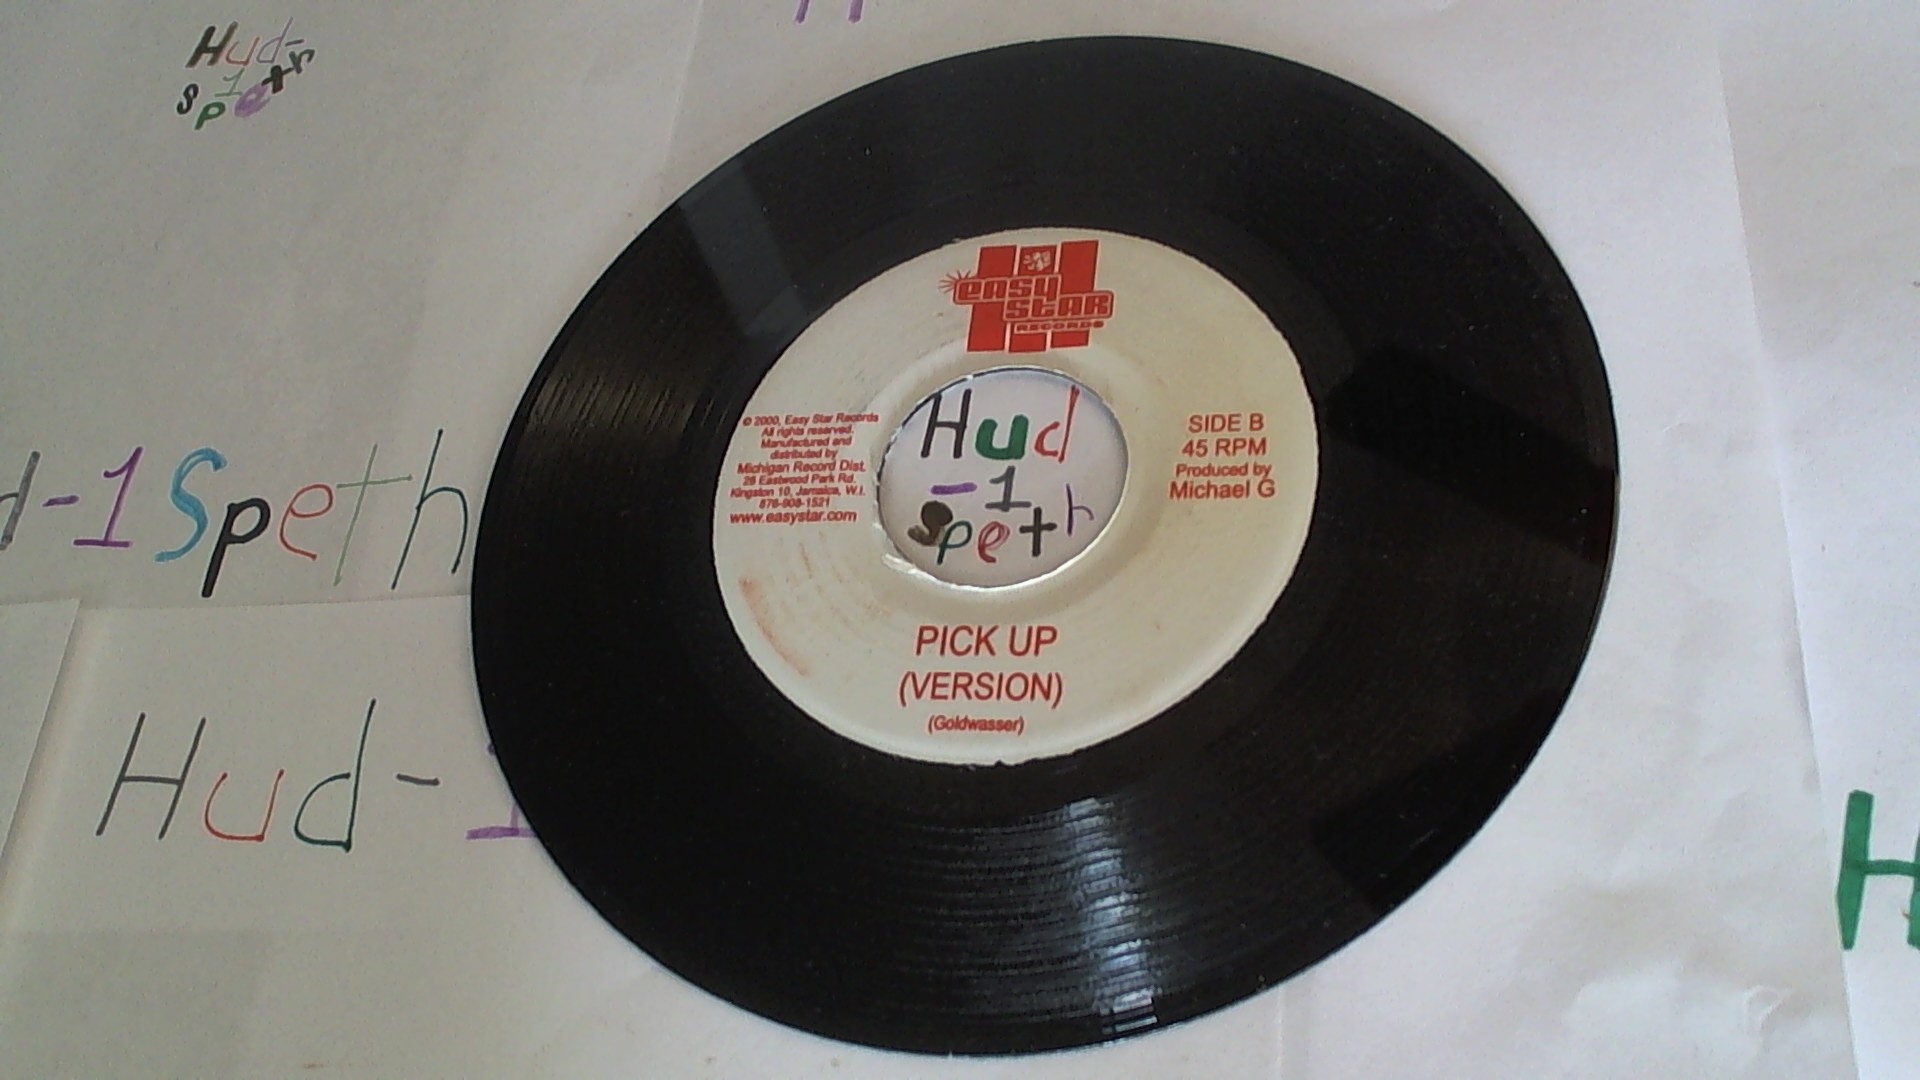 Hud-
1
speth
easy
star
RECORDS
© 2000, Easy Star Records
All rights reserved.
Manufactured and
distributed by
Michigan Record Dist.
28 Eastwood Park Rd.
Kingston 10, Jamaica, W.I.
876-908-1521
www.easystar.com
Hud
-1
Speth
SIDE B
45 RPM
Produced by
Michael G
d-1Speth
PICK UP
(VERSION)
(Goldwasser)
Hud-1
H